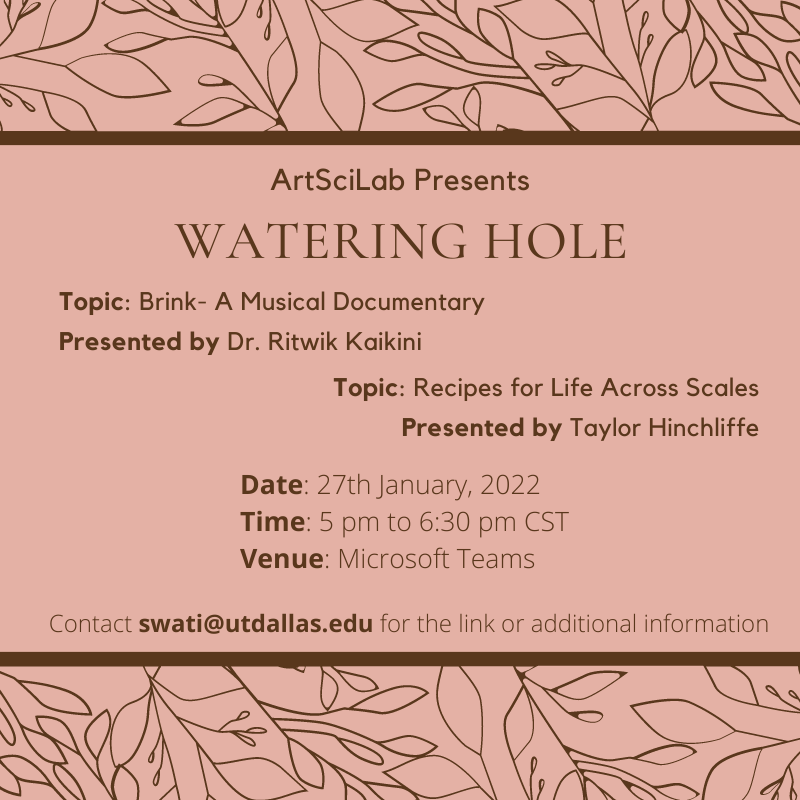 ArtSciLab Presents
WATERING HOLE
Topic: Brink- A Musical Documentary
Presented by Dr. Ritwik Kaikini
Topic: Recipes for Life Across Scales
Presented by Taylor Hinchliffe
Date: 27th January, 2022
Time: 5 pm to 6:30 pm CST
Venue: Microsoft Teams
Contact swati@utdallas.edu for the link or additional information